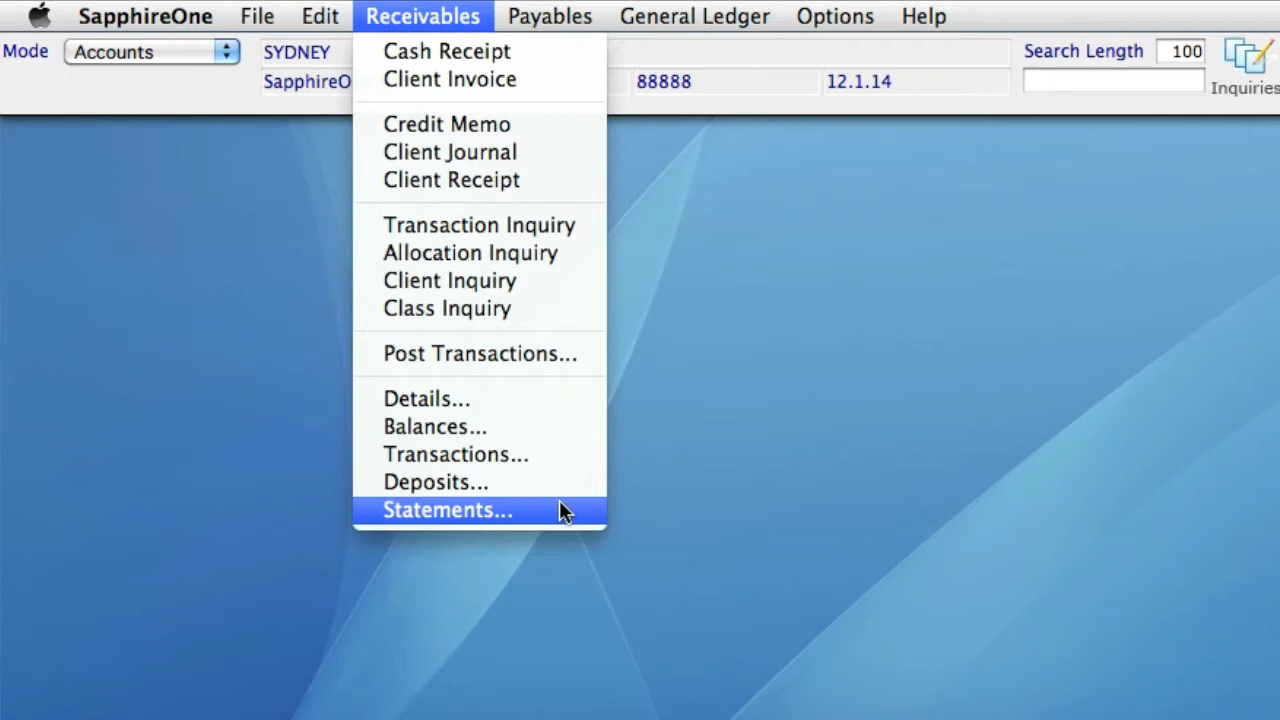 SapphireOne File Edit Receivables Payables General Ledger Options Help
Mode Accounts SYDNEY Search Length 100
SapphireO 88888 12.1.14 Inquiries
Cash Receipt
Client Invoice
Credit Memo
Client Journal
Client Receipt
Transaction Inquiry
Allocation Inquiry
Client Inquiry
Class Inquiry
Post Transactions...
Details...
Balances...
Transactions...
Deposits...
Statements...